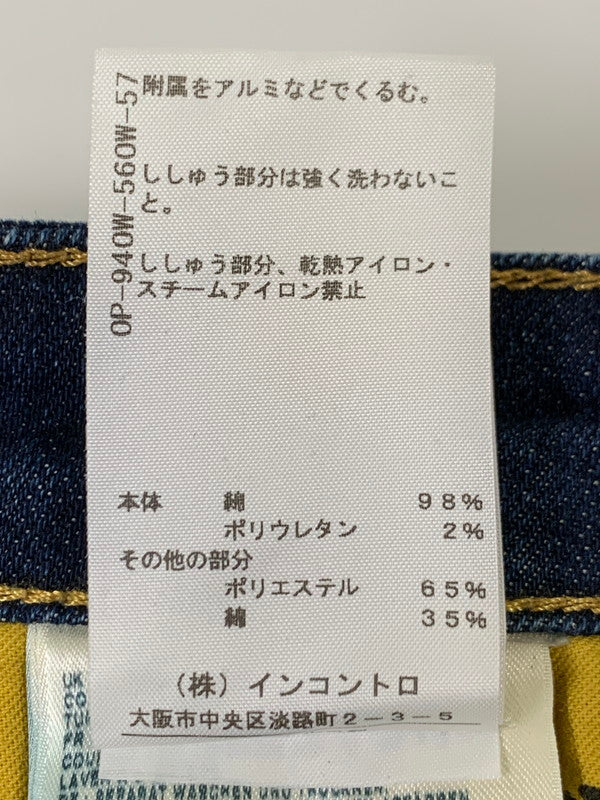 OP-940W-560W-57
附属をアルミなどでくるむ。
ししゅう部分は強く洗わないこ
と。
ししゅう部分、乾熱アイロン・
スチームアイロン禁止
本体 綿 98%
ポリウレタン 2%
その他の部分
ポリエステル 65%
綿 35%
（株）インコントロ
大阪市中央区淡路町2−3−5